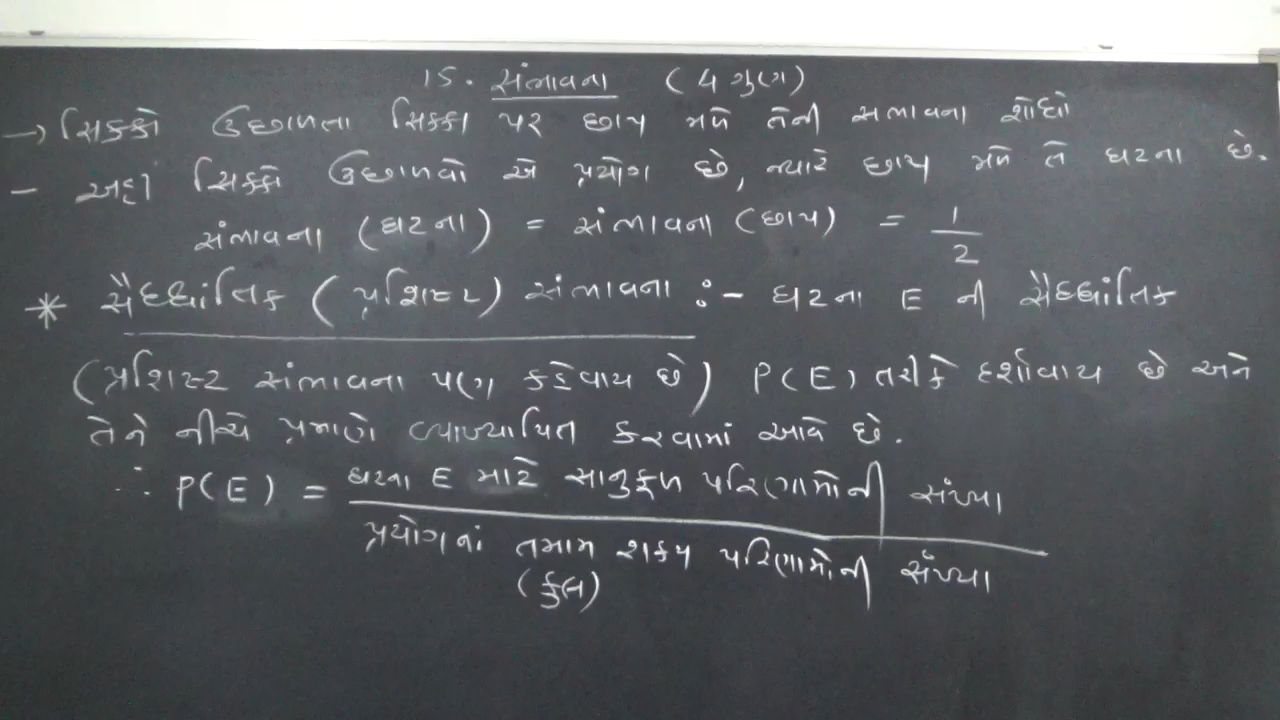 15. સંભાવના (4 ગુણ)
→ સિક્કો ઉછાળતા સિક્કા પર છાપ મળે તેની સંભાવના શોધો
- અહીં સિક્કો ઉછાળવો એ પ્રયોગ છે, જ્યારે છાપ મળે તે ઘટના છે.
સંભાવના (ઘટના) = સંભાવના (છાપ) = 1/2
* સૈદ્ધાંતિક (પ્રશિષ્ટ) સંભાવના :- ઘટના E ની સૈદ્ધાંતિક
(પ્રશિષ્ટ સંભાવના પણ કહેવાય છે) P(E) તરીકે દર્શાવાય છે અને
તેને નીચે પ્રમાણે વ્યાખ્યાયિત કરવામાં આવે છે.
∴ P(E) = ઘટના E માટે સાનુકૂળ પરિણામોની સંખ્યા
પ્રયોગનાં તમામ શક્ય પરિણામોની સંખ્યા
(કુલ)